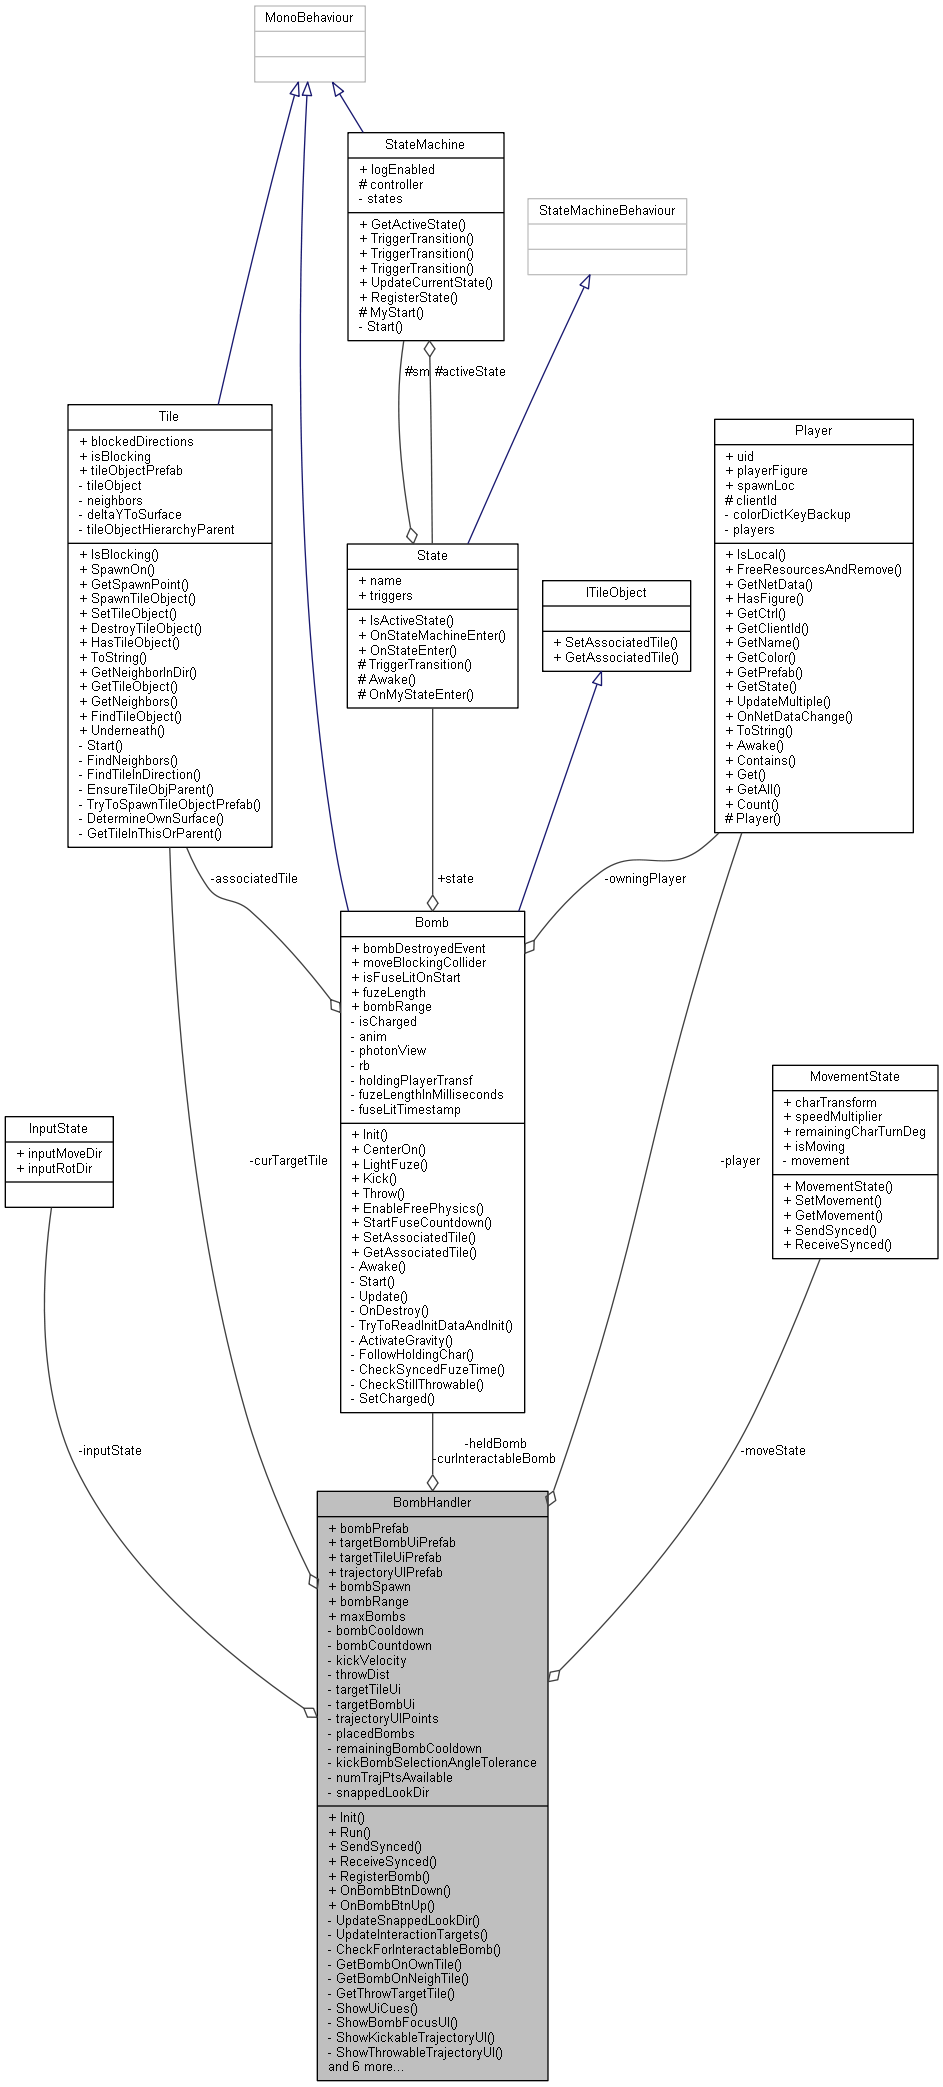 MonoBehaviour
StateMachine
+ logEnabled
# controller
- states
+ GetActiveState()
+ TriggerTransition()
+ TriggerTransition()
+ TriggerTransition()
+ UpdateCurrentState()
+ RegisterState()
# MyStart()
- Start()
StateMachineBehaviour
#sm
#activeState
Tile
+ blockedDirections
+ isBlocking
+ tileObjectPrefab
- tileObject
- neighbors
- deltaYToSurface
- tileObjectHierarchyParent
+ IsBlocking()
+ SpawnOn()
+ GetSpawnPoint()
+ SpawnTileObject()
+ SetTileObject()
+ DestroyTileObject()
+ HasTileObject()
+ ToString()
+ GetNeighborInDir()
+ GetTileObject()
+ GetNeighbors()
+ FindTileObject()
+ Underneath()
- Start()
- FindNeighbors()
- FindTileInDirection()
- EnsureTileObjParent()
- TryToSpawnTileObjectPrefab()
- DetermineOwnSurface()
- GetTileInThisOrParent()
State
+ name
+ triggers
+ IsActiveState()
+ OnStateMachineEnter()
+ OnStateEnter()
# TriggerTransition()
# Awake()
# OnMyStateEnter()
ITileObject
+ SetAssociatedTile()
+ GetAssociatedTile()
Player
+ uid
+ playerFigure
+ spawnLoc
# clientId
- colorDictKeyBackup
- players
+ IsLocal()
+ FreeResourcesAndRemove()
+ GetNetData()
+ HasFigure()
+ GetCtrl()
+ GetClientId()
+ GetName()
+ GetColor()
+ GetPrefab()
+ GetState()
+ UpdateMultiple()
+ OnNetDataChange()
+ ToString()
+ Awake()
+ Contains()
+ Get()
+ GetAll()
+ Count()
# Player()
-associatedTile
+state
-owningPlayer
Bomb
+ bombDestroyedEvent
+ moveBlockingCollider
+ isFuseLitOnStart
+ fuzeLength
+ bombRange
- isCharged
- anim
- photonView
- rb
- holdingPlayerTransf
- fuzeLengthInMilliseconds
- fuseLitTimestamp
+ Init()
+ CenterOn()
+ LightFuze()
+ Kick()
+ Throw()
+ EnableFreePhysics()
+ StartFuseCountdown()
+ SetAssociatedTile()
+ GetAssociatedTile()
- Awake()
- Start()
- Update()
- OnDestroy()
- TryToReadInitDataAndInit()
- ActivateGravity()
- FollowHoldingChar()
- CheckSyncedFuzeTime()
- CheckStillThrowable()
- SetCharged()
InputState
+ inputMoveDir
+ inputRotDir
-curTargetTile
-player
MovementState
+ charTransform
+ speedMultiplier
+ remainingCharTurnDeg
+ isMoving
- movement
+ MovementState()
+ SetMovement()
+ GetMovement()
+ SendSynced()
+ ReceiveSynced()
-inputState
-heldBomb
-curInteractableBomb
-moveState
BombHandler
+ bombPrefab
+ targetBombUiPrefab
+ targetTileUiPrefab
+ trajectoryUIPrefab
+ bombSpawn
+ bombRange
+ maxBombs
- bombCooldown
- bombCountdown
- kickVelocity
- throwDist
- targetTileUi
- targetBombUi
- trajectoryUIPoints
- placedBombs
- remainingBombCooldown
- kickBombSelectionAngleTolerance
- numTrajPtsAvailable
- snappedLookDir
+ Init()
+ Run()
+ SendSynced()
+ ReceiveSynced()
+ RegisterBomb()
+ OnBombBtnDown()
+ OnBombBtnUp()
- UpdateSnappedLookDir()
- UpdateInteractionTargets()
- CheckForInteractableBomb()
- GetBombOnOwnTile()
- GetBombOnNeighTile()
- GetThrowTargetTile()
- ShowUiCues()
- ShowBombFocusUI()
- ShowKickableTrajectoryUI()
- ShowThrowableTrajectoryUI()
and 6 more...